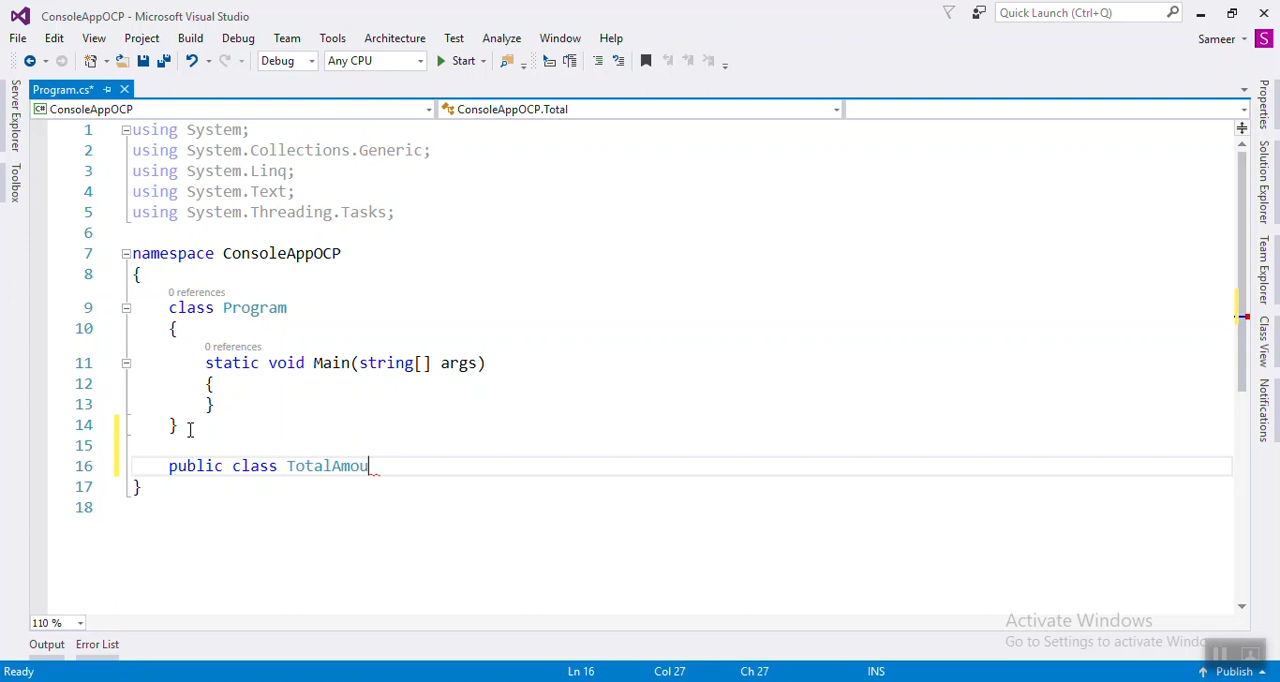 ConsoleAppOCP - Microsoft Visual Studio
Quick Launch (Ctrl+Q)
File Edit View Project Build Debug Team Tools Architecture Test Analyze Window Help
Sameer S
Debug Any CPU Start
Program.cs*
C# ConsoleAppOCP ConsoleAppOCP.Total
Server Explorer
Toolbox
1 using System;
2 using System.Collections.Generic;
3 using System.Linq;
4 using System.Text;
5 using System.Threading.Tasks;
6
7 namespace ConsoleAppOCP
8 {
0 references
9 class Program
10 {
0 references
11 static void Main(string[] args)
12 {
13 }
14 }
15
16 public class TotalAmou
17 }
18
Properties
Solution Explorer
Team Explorer
Class View
Notifications
110 %
Activate Windows
Output Error List
Go to Settings to activate Windo
Ready Ln 16 Col 27 Ch 27 INS Publish